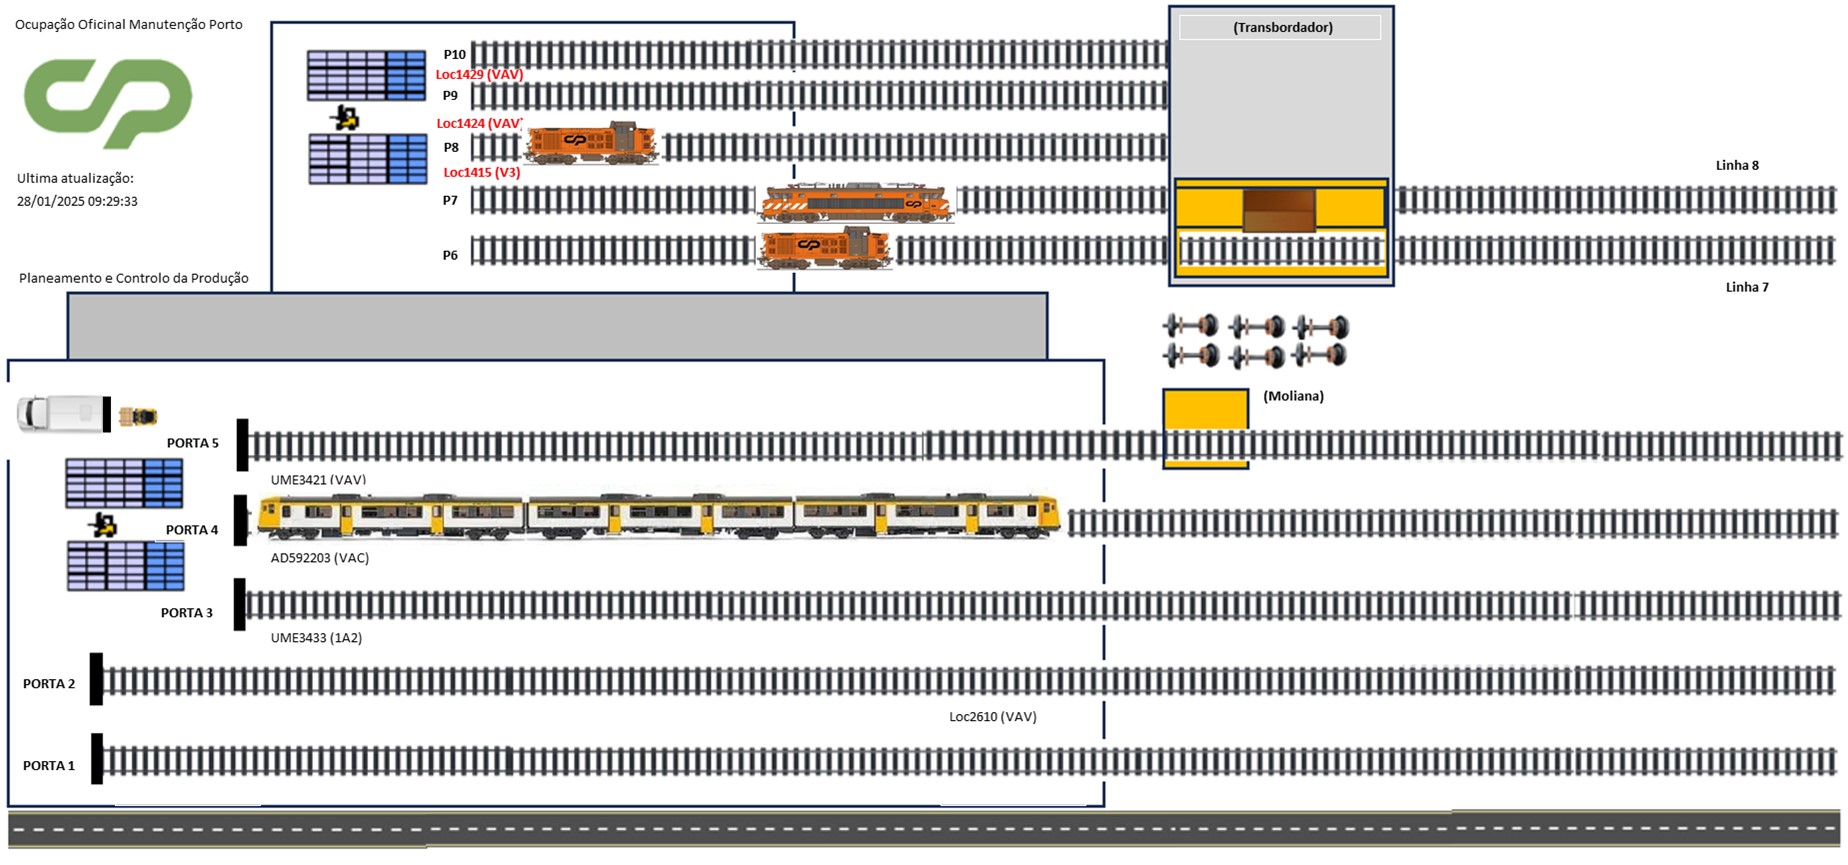 Ocupação Oficinal Manutenção Porto
(Transbordador)
P10
Loc1429 (VAV)
P9
Loc1424 (VAV)
P8
Linha 8
Ultima atualização:
Loc1415 (V3)
28/01/2025 09:29:33
P7
P6
Planeamento e Controlo da Produção
Linha 7
(Moliana)
PORTA 5
UME3421 (VAV)
PORTA 4
AD592203 (VAC)
PORTA 3
UME3433 (1A2)
PORTA 2
Loc2610 (VAV)
PORTA 1